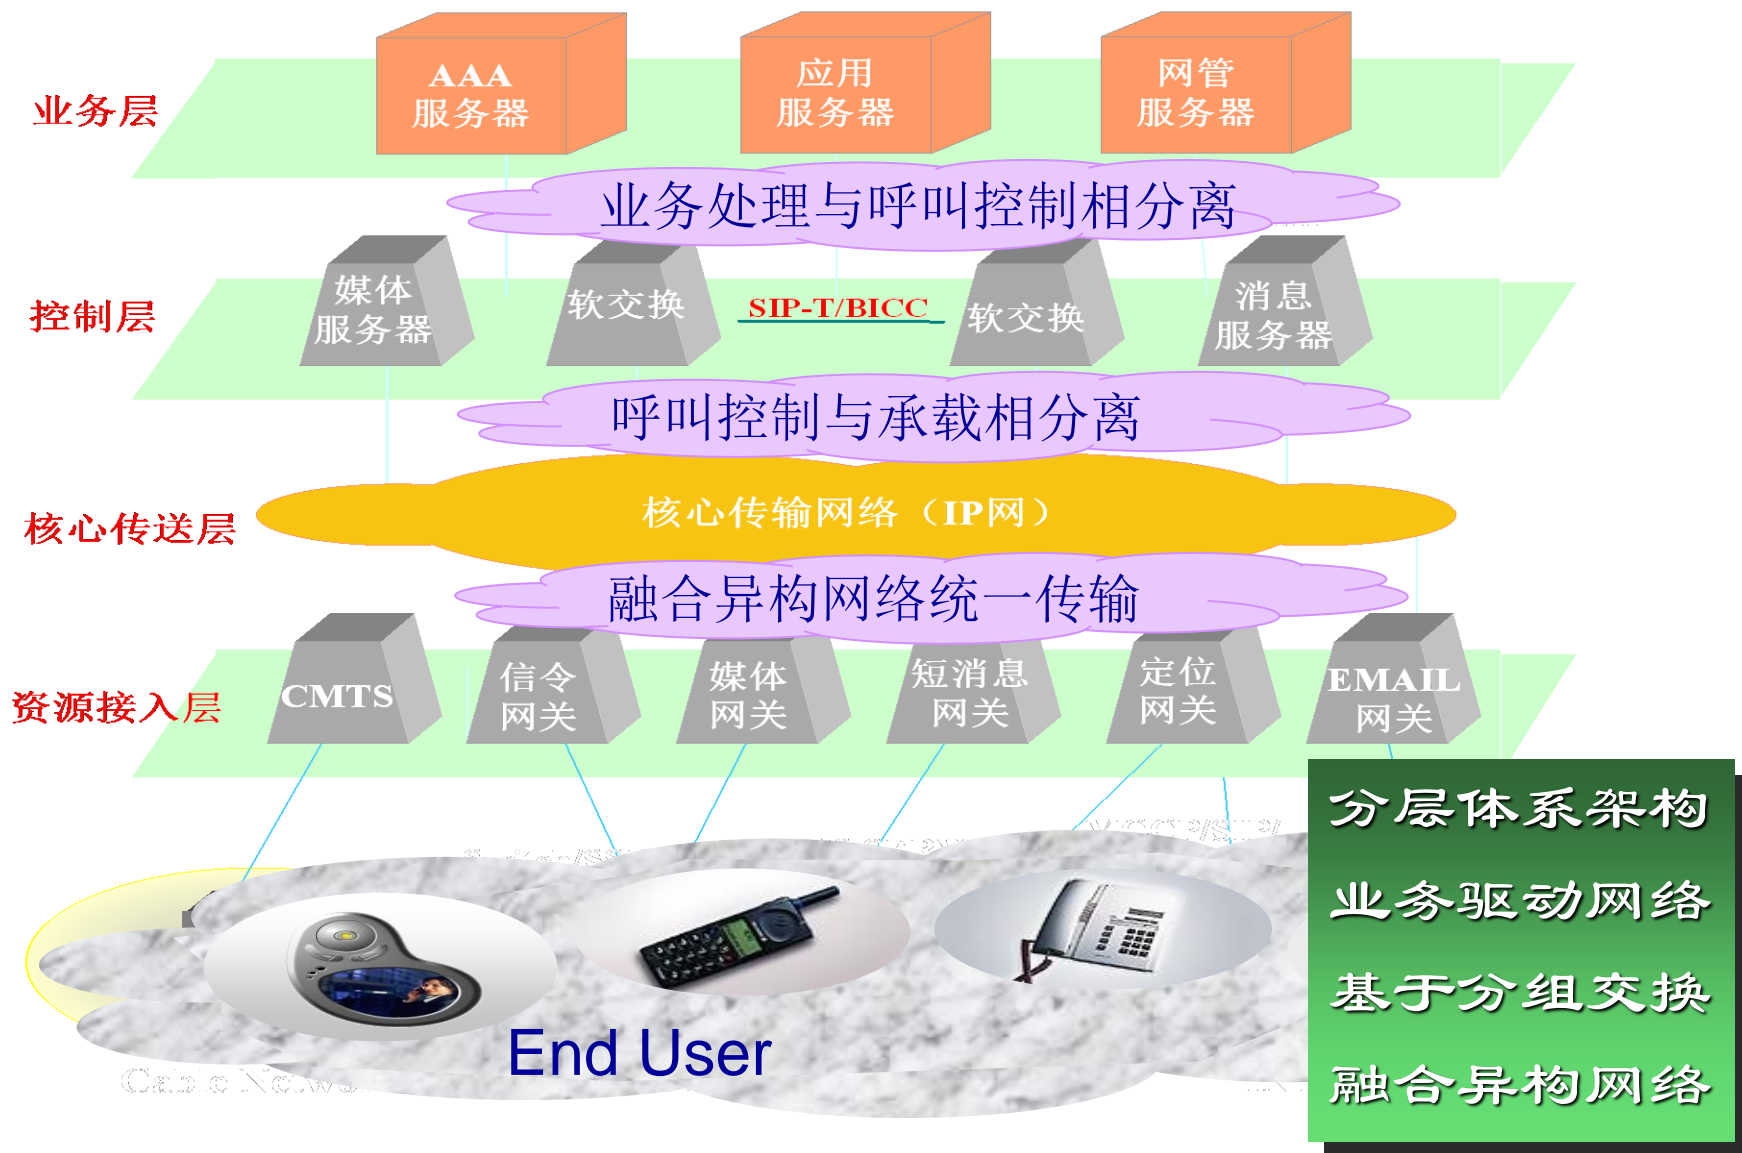 AAA
服务器
应用
服务器
网管
服务器
业务层
业务处理与呼叫控制相分离
控制层
媒体
服务器
软交换
SIP-T/BICC
软交换
消息
服务器
呼叫控制与承载相分离
核心传送层
核心传输网络（IP网）
融合异构网络统一传输
资源接入层
CMTS
信令
网关
媒体
网关
短消息
网关
定位
网关
EMAIL
网关
分层体系架构
业务驱动网络
基于分组交换
融合异构网络
End User